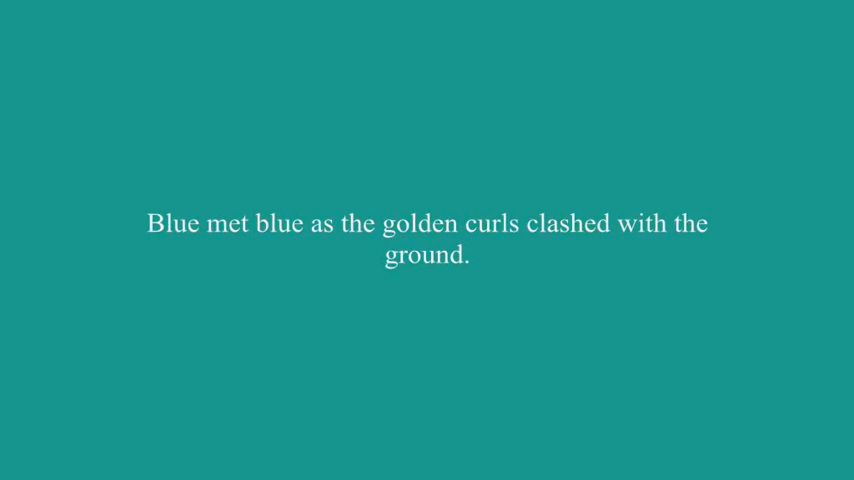 Blue met blue as the golden curls clashed with the
ground.